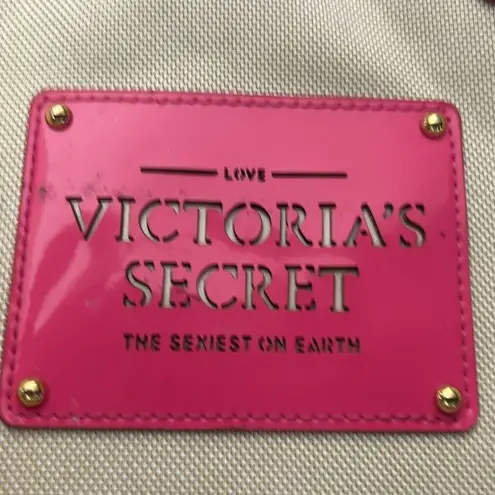 LOVE
VICTORIA'S
SECRET
THE SEXIEST ON EARTH